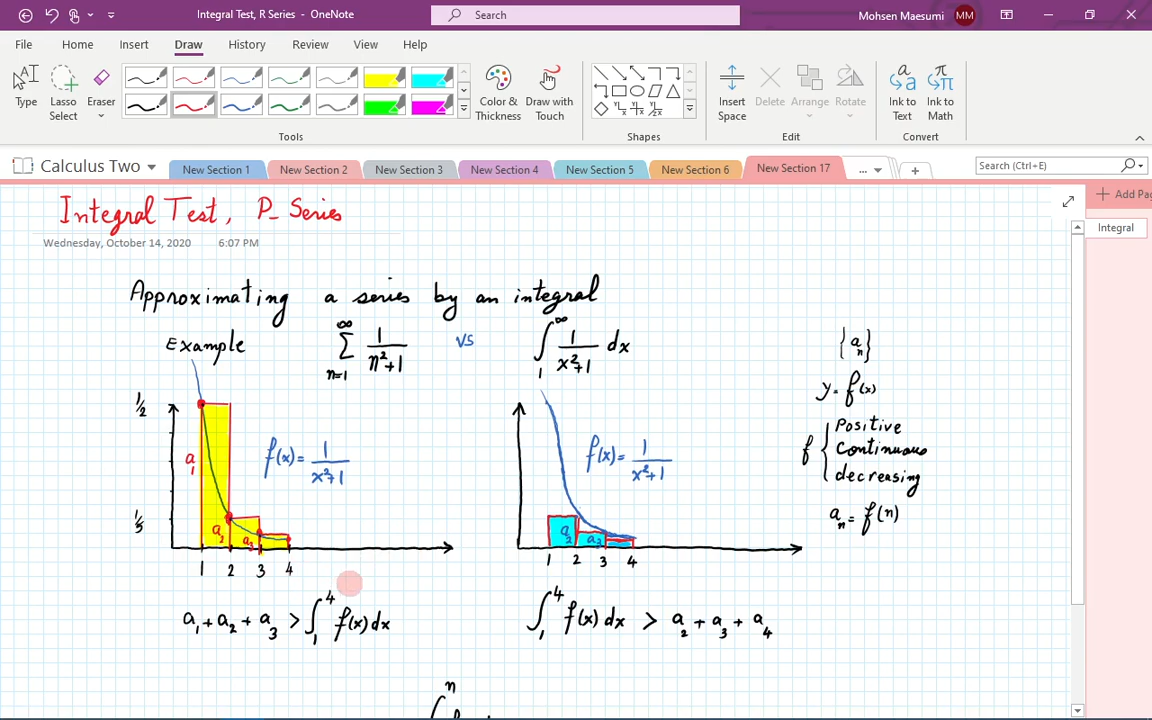 Integral Test, R Series - OneNote
Search
Mohsen Maesumi MM
File Home Insert Draw History Review View Help
Type
Lasso Select
Eraser
Color & Thickness
Draw with Touch
Insert Space
Delete
Arrange
Rotate
Ink to Text
Ink to Math
Tools
Shapes
Edit
Convert
Calculus Two
New Section 1 New Section 2 New Section 3 New Section 4 New Section 5 New Section 6 New Section 17 ... +
Search (Ctrl+E)
Integral Test, P_ Series
Add Pag
Integral
Wednesday, October 14, 2020 6:07 PM
Approximating a series by an integral
Example ∑_{n=1}^{∞} 1/(n²+1) vs ∫_1^∞ 1/(x²+1) dx
{a_n}
y = f(x)
f { Positive
Continuous
decreasing
a_n = f(n)
1/2
1/5
a_1
a_2
a_3
f(x) = 1/(x²+1)
1 2 3 4
f(x) = 1/(x²+1)
a_2
a_3
1 2 3 4
a_1 + a_2 + a_3 > ∫_1^4 f(x) dx
∫_1^4 f(x) dx > a_2 + a_3 + a_4
n
∫